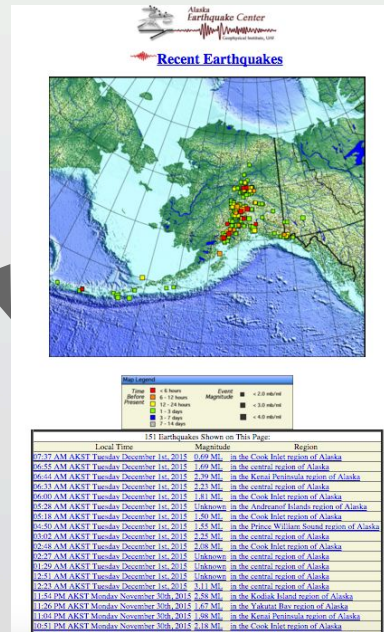 Alaska
Earthquake Center
Geophysical Institute, UAF
Recent Earthquakes
Map Legend
Time Before Present
< 6 hours
6 - 12 hours
12 - 24 hours
1 - 3 days
3 - 7 days
7 - 14 days
Event Magnitude
< 2.0 mb/ml
< 3.0 mb/ml
< 4.0 mb/ml
151 Earthquakes Shown on This Page:
Local Time Magnitude Region
07:37 AM AKST Tuesday December 1st, 2015 0.69 ML in the Cook Inlet region of Alaska
06:55 AM AKST Tuesday December 1st, 2015 1.69 ML in the central region of Alaska
06:44 AM AKST Tuesday December 1st, 2015 2.39 ML in the Kenai Peninsula region of Alaska
06:33 AM AKST Tuesday December 1st, 2015 2.23 ML in the central region of Alaska
06:00 AM AKST Tuesday December 1st, 2015 1.81 ML in the Cook Inlet region of Alaska
05:28 AM AKST Tuesday December 1st, 2015 Unknown in the Andreanof Islands region of Alaska
05:18 AM AKST Tuesday December 1st, 2015 1.50 ML in the Cook Inlet region of Alaska
04:50 AM AKST Tuesday December 1st, 2015 1.55 ML in the Prince William Sound region of Alaska
03:02 AM AKST Tuesday December 1st, 2015 2.25 ML in the central region of Alaska
02:48 AM AKST Tuesday December 1st, 2015 2.08 ML in the Cook Inlet region of Alaska
02:27 AM AKST Tuesday December 1st, 2015 Unknown in the central region of Alaska
01:29 AM AKST Tuesday December 1st, 2015 Unknown in the central region of Alaska
12:51 AM AKST Tuesday December 1st, 2015 Unknown in the central region of Alaska
12:23 AM AKST Tuesday December 1st, 2015 3.11 ML in the central region of Alaska
11:54 PM AKST Monday November 30th, 2015 2.58 ML in the Kodiak Island region of Alaska
11:26 PM AKST Monday November 30th, 2015 1.67 ML in the Yakutat Bay region of Alaska
11:04 PM AKST Monday November 30th, 2015 1.98 ML in the Kenai Peninsula region of Alaska
10:51 PM AKST Monday November 30th, 2015 2.18 ML in the Cook Inlet region of Alaska